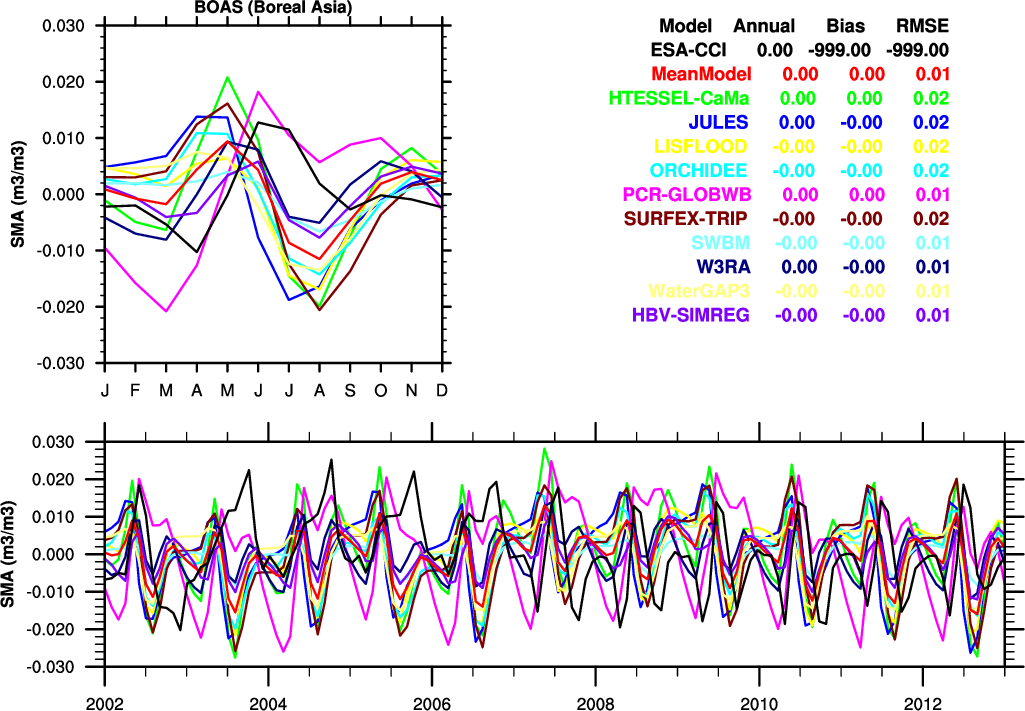 BOAS (Boreal Asia)
0.030
0.020
0.010
0.000
-0.010
-0.020
-0.030
SMA (m3/m3)
J F M A M J J A S O N D
Model Annual Bias RMSE
ESA-CCI 0.00 -999.00 -999.00
MeanModel 0.00 0.00 0.01
HTESSEL-CaMa 0.00 0.00 0.02
JULES 0.00 -0.00 0.02
LISFLOOD -0.00 -0.00 0.02
ORCHIDEE -0.00 -0.00 0.02
PCR-GLOBWB 0.00 0.00 0.01
SURFEX-TRIP -0.00 -0.00 0.02
SWBM -0.00 -0.00 0.01
W3RA 0.00 -0.00 0.01
WaterGAP3 -0.00 -0.00 0.01
HBV-SIMREG -0.00 -0.00 0.01
0.030
0.020
0.010
0.000
-0.010
-0.020
-0.030
SMA (m3/m3)
2002 2004 2006 2008 2010 2012